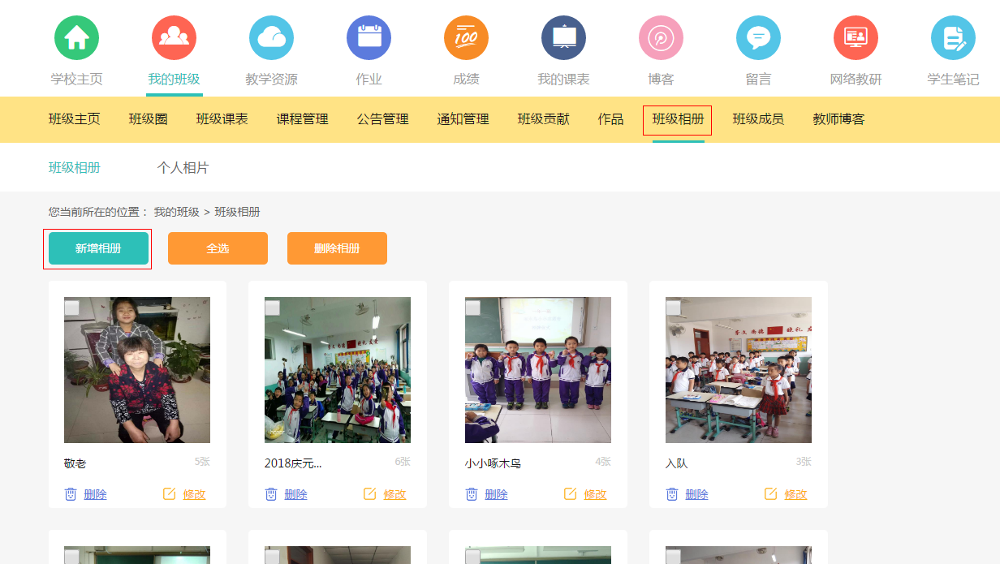 100
学校主页 我的班级 教学资源 作业 成绩 我的课表 博客 留言 网络教研 学生笔记
班级主页 班级圈 班级课表 课程管理 公告管理 通知管理 班级贡献 作品 班级相册 班级成员 教师博客
班级相册 个人相片
您当前所在的位置： 我的班级 > 班级相册
新增相册 全选 删除相册
敬老 5张 2018庆元... 6张 小小啄木鸟 4张 入队 3张
删除 修改 删除 修改 删除 修改 删除 修改